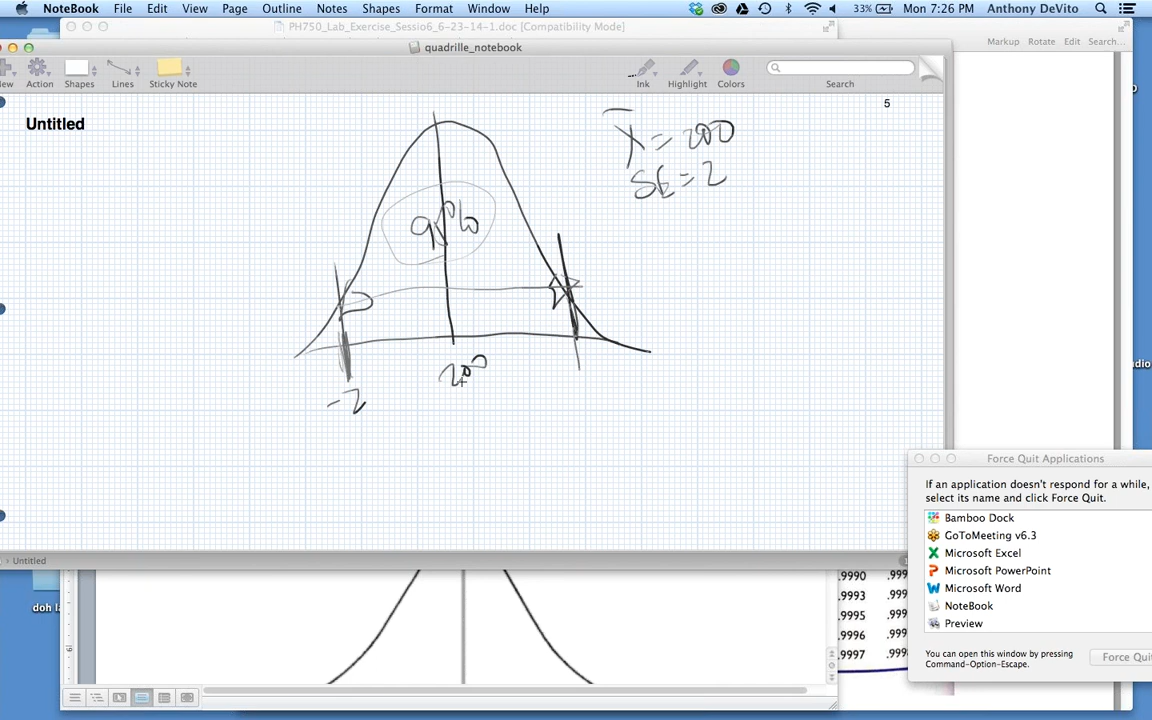 NoteBook File Edit View Page Outline Notes Shapes Format Window Help 33% Mon 7:26 PM Anthony DeVito
PH750_Lab_Exercise_Sessio6_6-23-14-1.doc [Compatibility Mode]
Markup Rotate Edit Search...
quadrille_notebook
New Action Shapes Lines Sticky Note Ink Highlight Colors Search
5
Untitled
X = 200
SE = 2
200
-2
Force Quit Applications
If an application doesn't respond for a while,
select its name and click Force Quit.
Bamboo Dock
GoToMeeting v6.3
Microsoft Excel
Microsoft PowerPoint
Microsoft Word
NoteBook
Preview
You can open this window by pressing
Command-Option-Escape.
Force Quit
› Untitled
.9990
.9993
.9995
.9996
.9997
doh la